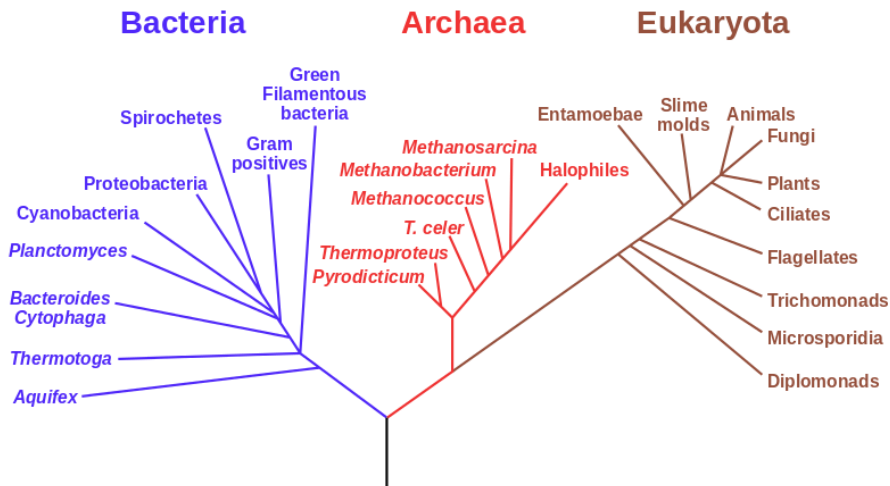 Bacteria
Archaea
Eukaryota
Green
Filamentous
bacteria
Spirochetes
Gram
positives
Proteobacteria
Cyanobacteria
Planctomyces
Bacteroides
Cytophaga
Thermotoga
Aquifex
Methanosarcina
Methanobacterium
Halophiles
Methanococcus
T. celer
Thermoproteus
Pyrodicticum
Entamoebae
Slime
molds
Animals
Fungi
Plants
Ciliates
Flagellates
Trichomonads
Microsporidia
Diplomonads